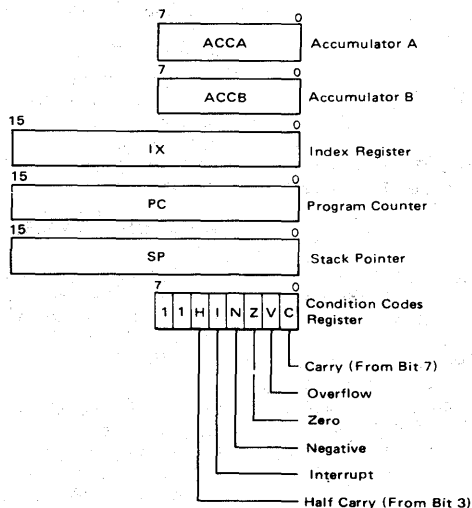 7 0
ACCA Accumulator A
7 0
ACCB Accumulator B
15 0
IX Index Register
15 0
PC Program Counter
15 0
SP Stack Pointer
7 0
1 1 H I N Z V C Condition Codes
Register
Carry (From Bit 7)
Overflow
Zero
Negative
Interrupt
Half Carry (From Bit 3)